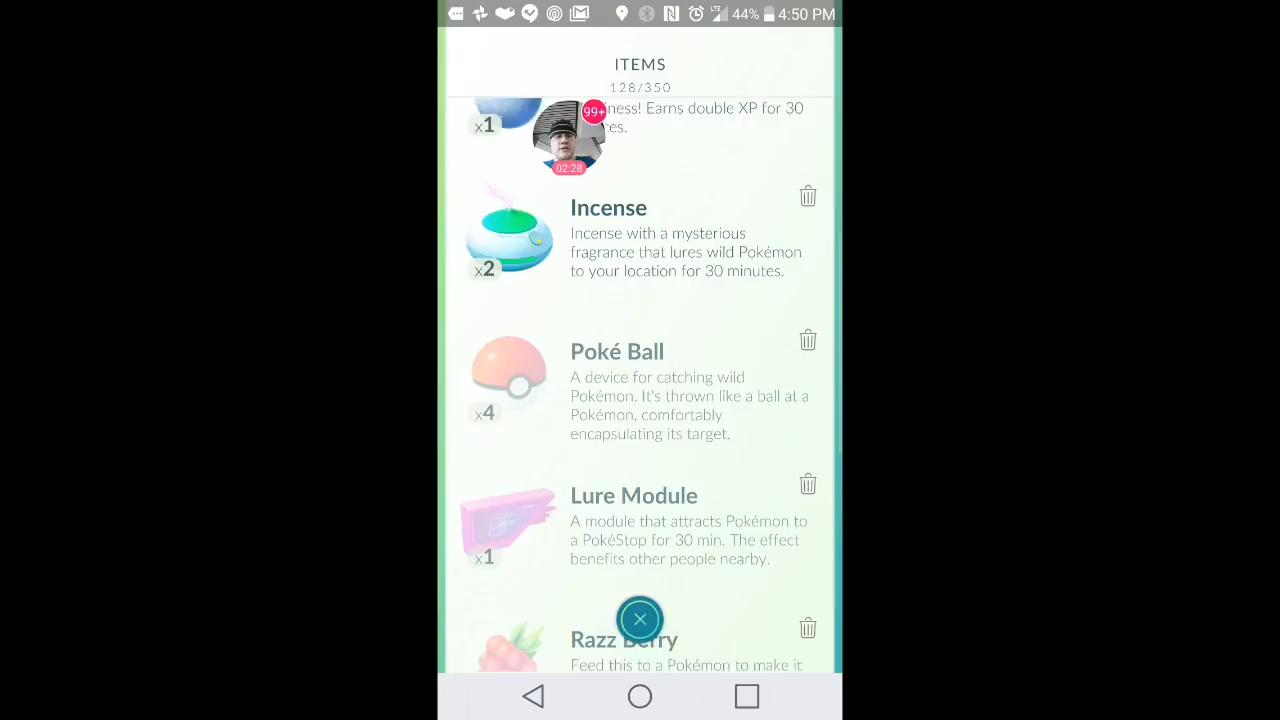 44% 4:50 PM
LTE
ITEMS
128/350
99+
ness! Earns double XP for 30
x1
02:28
Incense
Incense with a mysterious
fragrance that lures wild Pokémon
x2
to your location for 30 minutes.
Poké Ball
A device for catching wild
Pokémon. It's thrown like a ball at a
x4
Pokémon, comfortably
encapsulating its target.
Lure Module
A module that attracts Pokémon to
a PokéStop for 30 min. The effect
x1
benefits other people nearby.
Razz Berry
Feed this to a Pokémon to make it